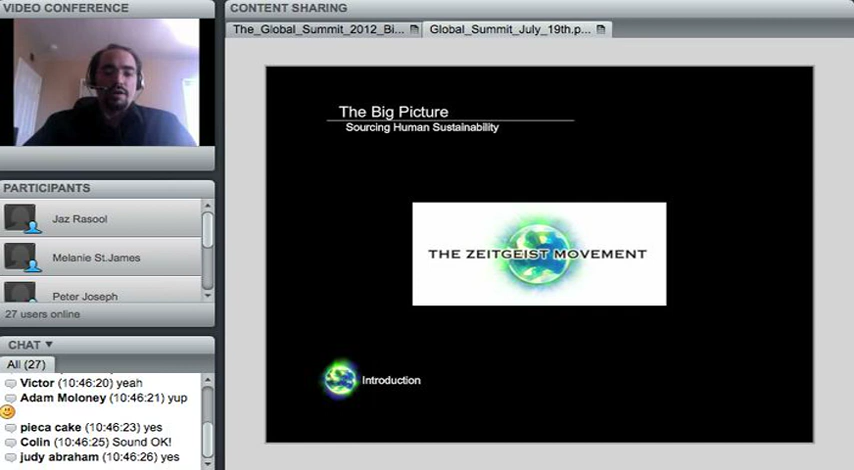 VIDEO CONFERENCE
CONTENT SHARING
The_Global_Summit_2012_Bi...
Global_Summit_July_19th.p...
The Big Picture
Sourcing Human Sustainability
THE ZEITGEIST MOVEMENT
Introduction
PARTICIPANTS
Jaz Rasool
Melanie St.James
Peter Joseph
27 users online
CHAT
All (27)
Victor (10:46:20) yeah
Adam Moloney (10:46:21) yup
pieca cake (10:46:23) yes
Colin (10:46:25) Sound OK!
judy abraham (10:46:26) yes